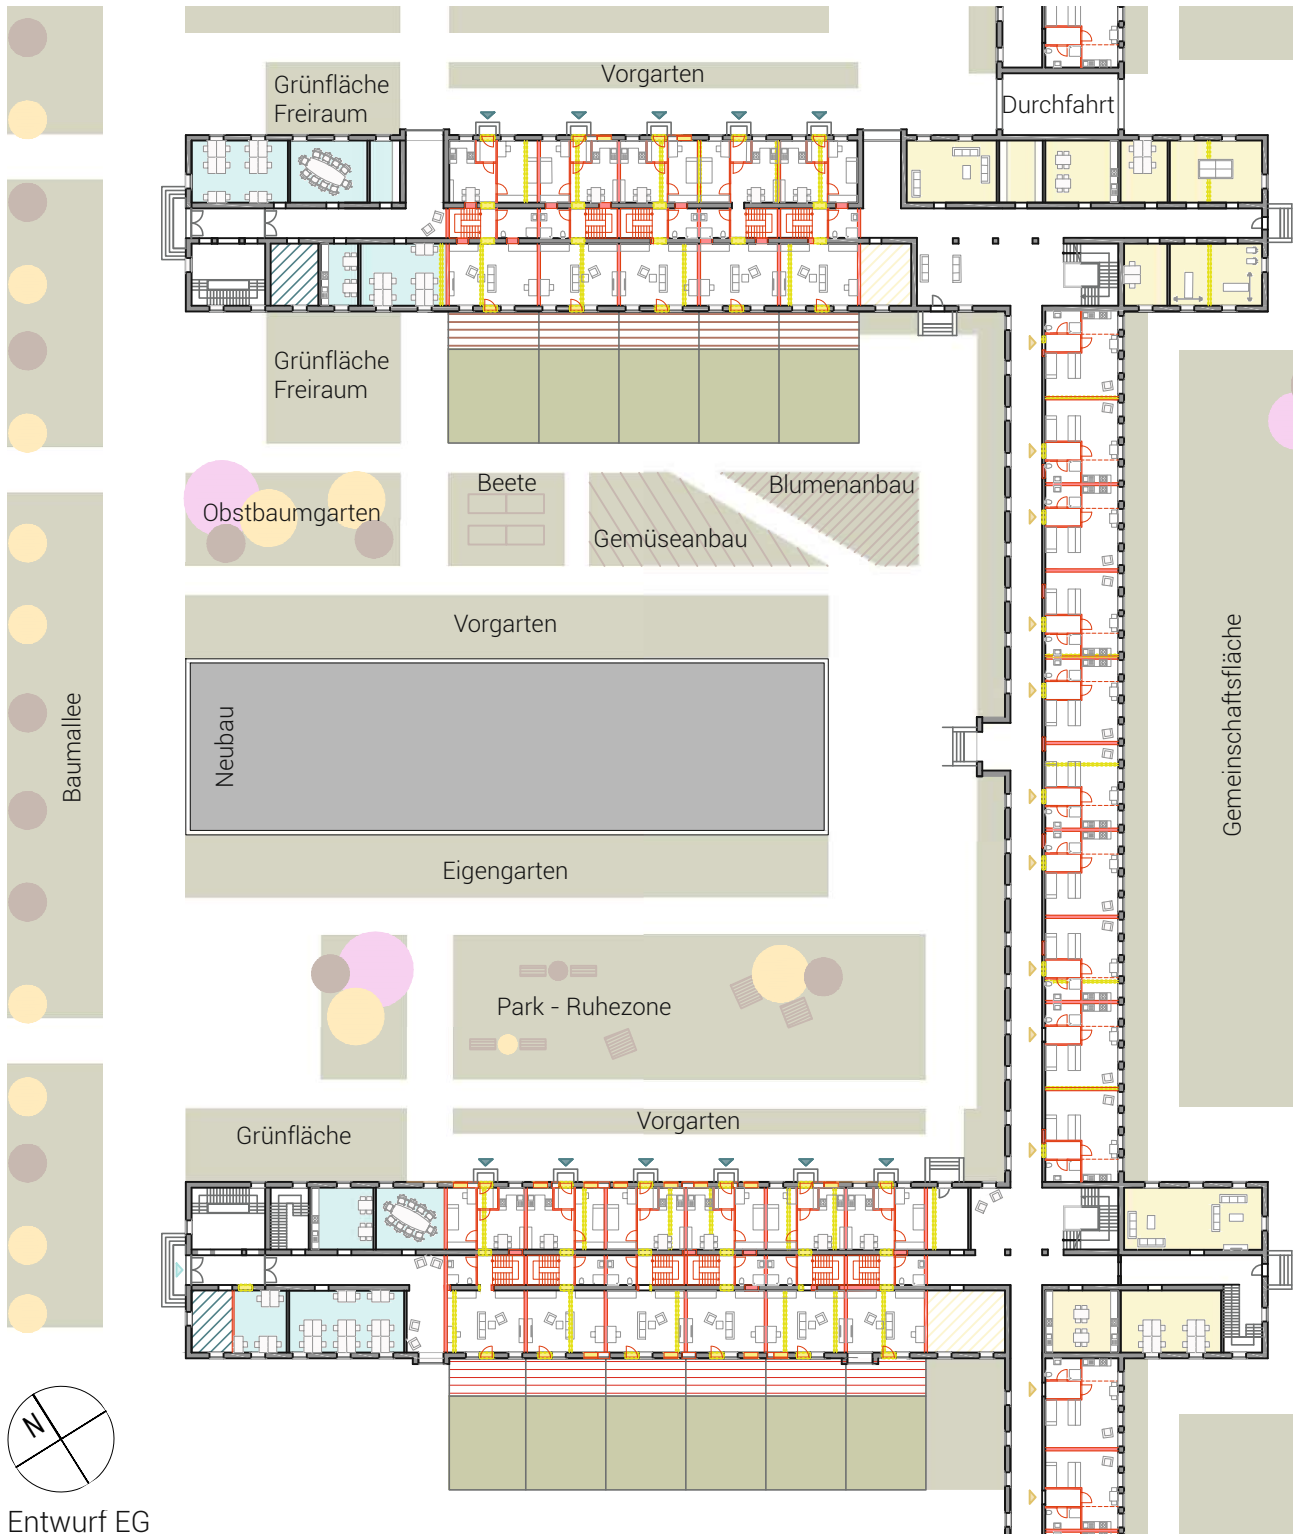 Grünfläche
Freiraum
Vorgarten
Durchfahrt
Grünfläche
Freiraum
Obstbaumgarten
Beete
Gemüseanbau
Blumenanbau
Vorgarten
Neubau
Baumallee
Gemeinschaftsfläche
Eigengarten
Park - Ruhezone
Grünfläche
Vorgarten
N
Entwurf EG